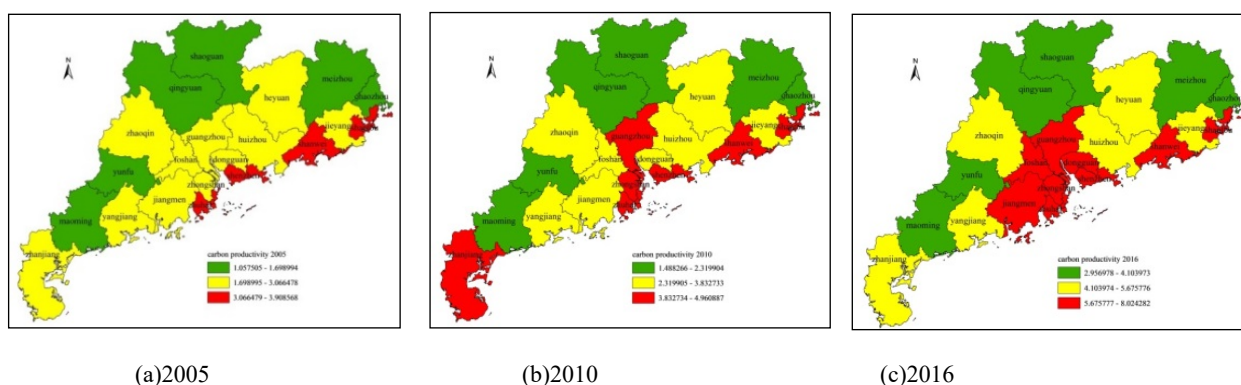 N
shaoguan
qingyuan
meizhou
heyuan
chaozhou
jieyang
zhaoqin
guangzhou
huizhou
shanwei
foshan
dongguan
yunfu
zhongshan
jiangmen
maoming
yangjiang
zhanjiang
carbon productivity 2005
1.057505 - 1.698994
1.698995 - 3.066478
3.066479 - 3.908568
(a)2005
N
shaoguan
qingyuan
meizhou
heyuan
chaozhou
jieyang
guangzhou
zhaoqin
huizhou
shanwei
foshan
dongguan
yunfu
zhongshan
jiangmen
maoming
yangjiang
zhanjiang
carbon productivity 2010
1.488266 - 2.319904
2.319905 - 3.832733
3.832734 - 4.960887
(b)2010
N
shaoguan
qingyuan
meizhou
heyuan
chaozhou
jieyang
guangzhou
zhaoqin
huizhou
shanwei
foshan
dongguan
yunfu
zhongshan
jiangmen
maoming
yangjiang
zhanjiang
carbon productivity 2016
2.956978 - 4.103973
4.103974 - 5.675776
5.675777 - 8.024282
(c)2016